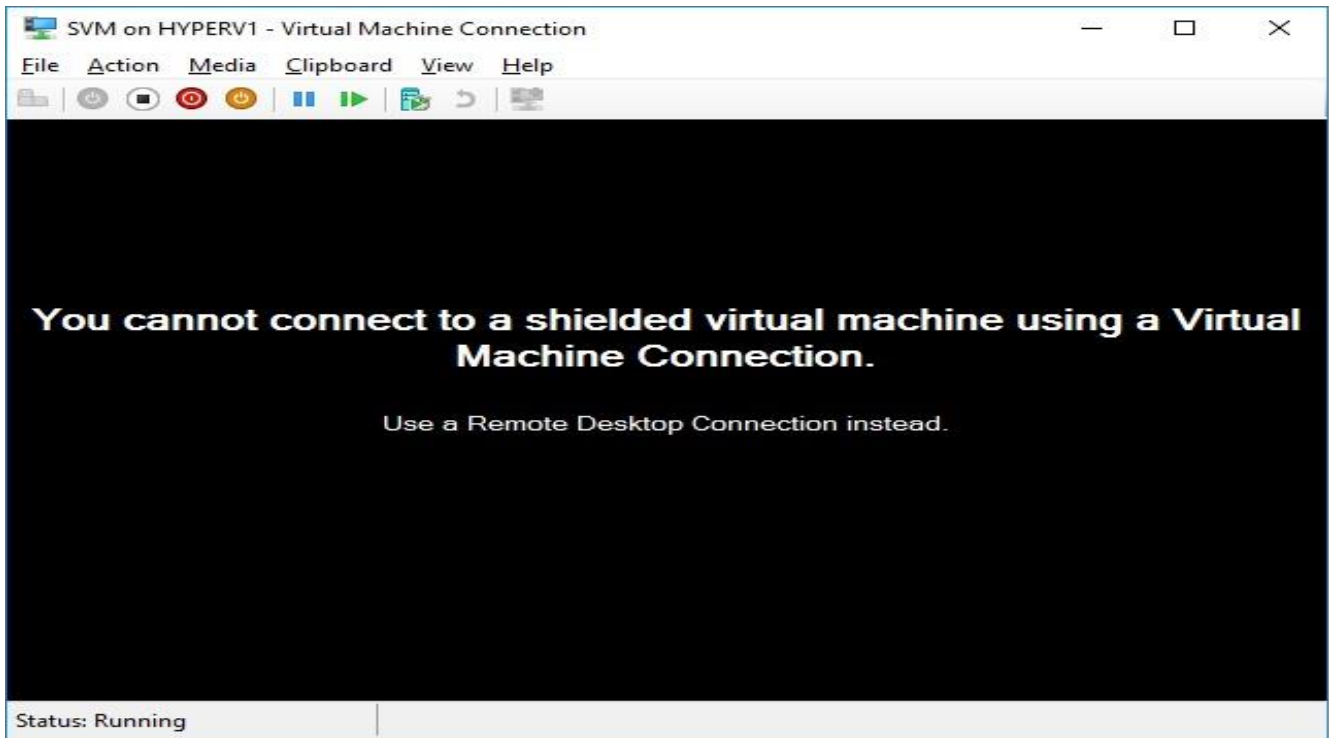 SVM on HYPERV1 - Virtual Machine Connection
File Action Media Clipboard View Help
You cannot connect to a shielded virtual machine using a Virtual
Machine Connection.
Use a Remote Desktop Connection instead.
Status: Running